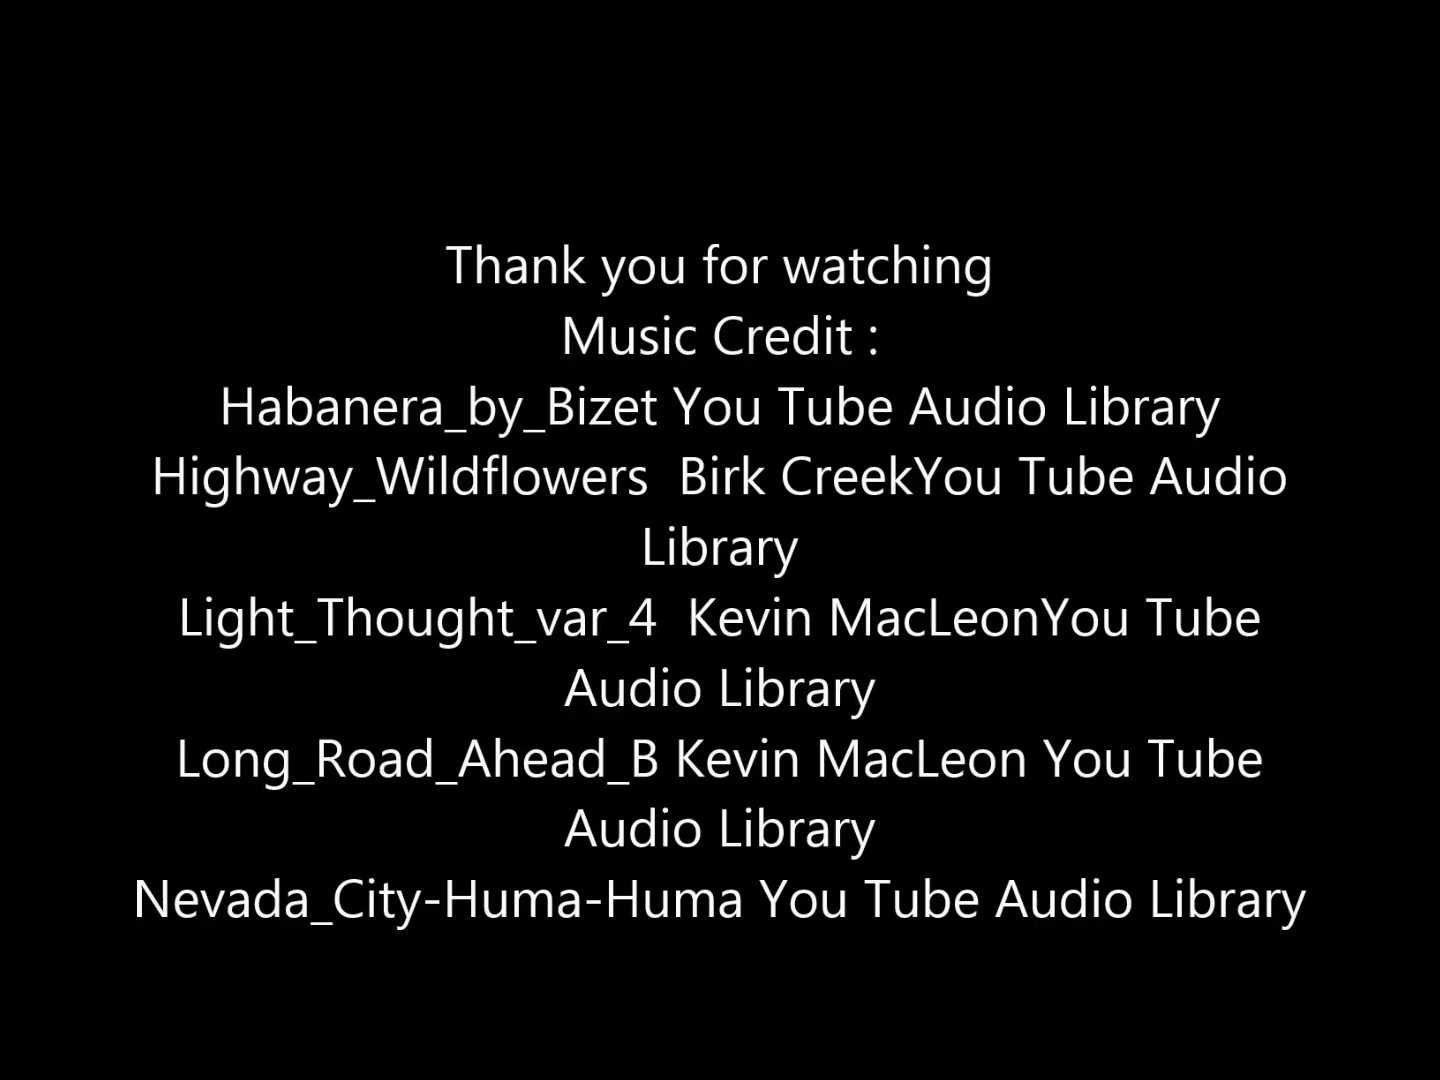 Thank you for watching
Music Credit :
Habanera_by_Bizet You Tube Audio Library
Highway_Wildflowers  Birk CreekYou Tube Audio
Library
Light_Thought_var_4  Kevin MacLeonYou Tube
Audio Library
Long_Road_Ahead_B Kevin MacLeon You Tube
Audio Library
Nevada_City-Huma-Huma You Tube Audio Library